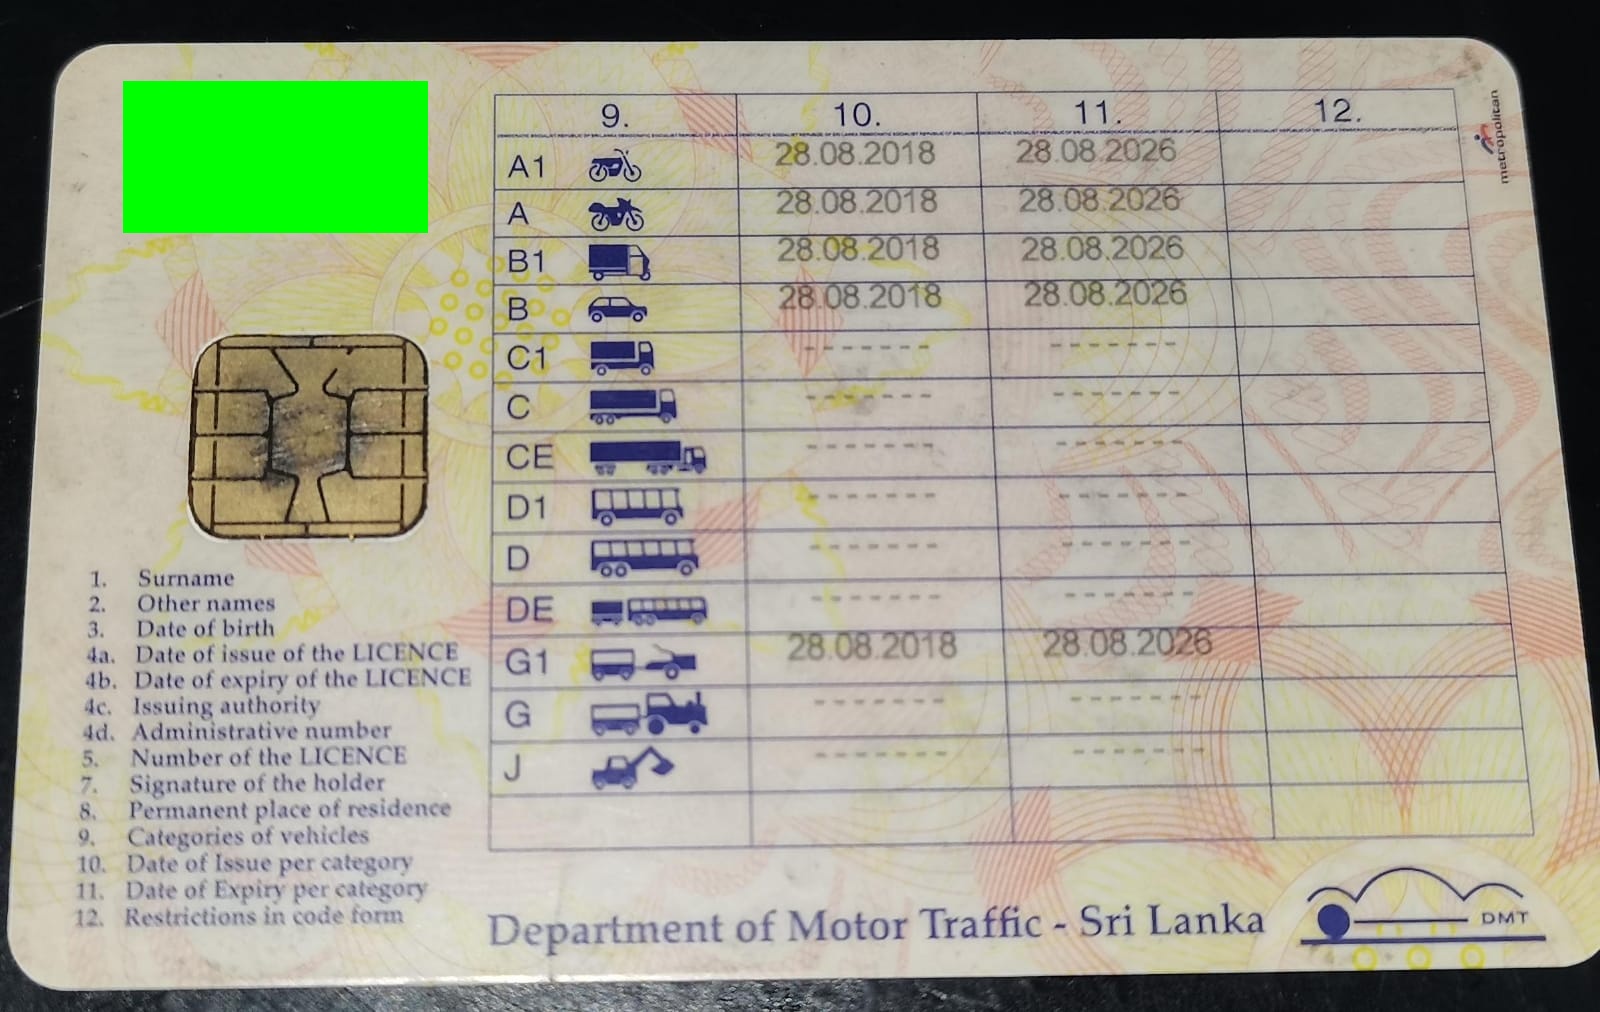 9. 10. 11. 12.
A1 28.08.2018 28.08.2026
A 28.08.2018 28.08.2026
B1 28.08.2018 28.08.2026
B 28.08.2018 28.08.2026
C1 ------- -------
C ------- -------
CE ------- -------
D1 ------- -------
D ------- -------
DE ------- -------
G1 28.08.2018 28.08.2026
G ------- -------
J ------- -------
metropolitan
1. Surname
2. Other names
3. Date of birth
4a. Date of issue of the LICENCE
4b. Date of expiry of the LICENCE
4c. Issuing authority
4d. Administrative number
5. Number of the LICENCE
7. Signature of the holder
8. Permanent place of residence
9. Categories of vehicles
10. Date of Issue per category
11. Date of Expiry per category
12. Restrictions in code form
Department of Motor Traffic - Sri Lanka
DMT